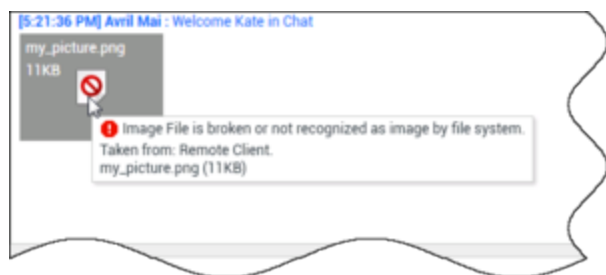 [5:21:36 PM] Avril Mai : Welcome Kate in Chat
my_picture.png
11KB
Image File is broken or not recognized as image by file system.
Taken from: Remote Client.
my_picture.png (11KB)